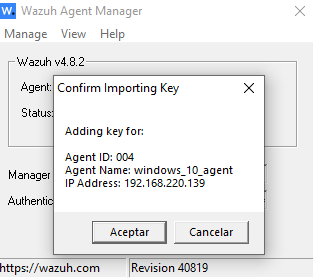 W. Wazuh Agent Manager
Manage View Help
Wazuh v4.8.2
Agent:
Status:
Confirm Importing Key
Adding key for:
Agent ID: 004
Agent Name: windows_10_agent
IP Address: 192.168.220.139
Aceptar Cancelar
Manager
Authentic
https://wazuh.com Revision 40819